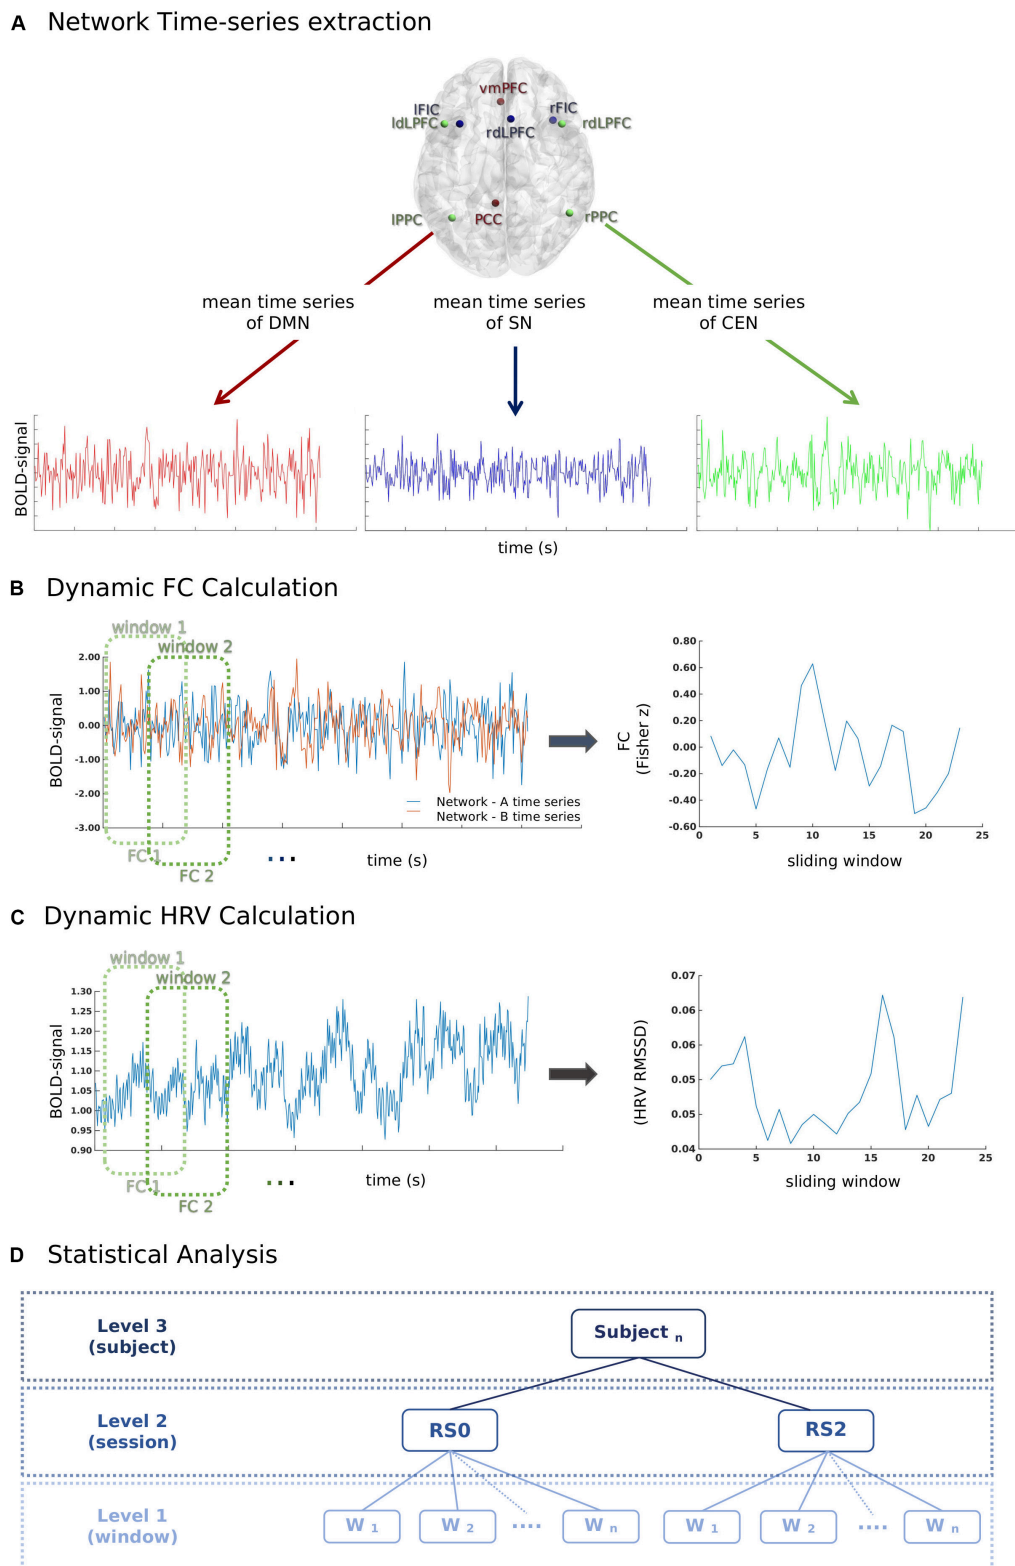 A Network Time-series extraction
vmPFC
lFIC
rFIC
ldLPFC
rdLPFC
rdLPFC
lPPC
PCC
rPPC
mean time series
of DMN
mean time series
of SN
mean time series
of CEN
BOLD-signal
time (s)
B Dynamic FC Calculation
window 1
window 2
2.00
1.00
0.00
-1.00
-2.00
-3.00
BOLD-signal
Network - A time series
Network - B time series
FC 1
FC 2
...
time (s)
0.80
0.60
0.40
0.20
0.00
-0.20
-0.40
-0.60
FC
(Fisher z)
0 5 10 15 20 25
sliding window
C Dynamic HRV Calculation
window 1
window 2
1.30
1.25
1.20
1.15
1.10
1.05
1.00
0.95
0.90
BOLD-signal
FC 1
FC 2
...
time (s)
0.07
0.06
0.06
0.05
0.05
0.04
(HRV RMSSD)
0 5 10 15 20 25
sliding window
D Statistical Analysis
Level 3
(subject)
Subject n
Level 2
(session)
RS0
RS2
Level 1
(window)
W 1 W 2 .... W n W 1 W 2 .... W n